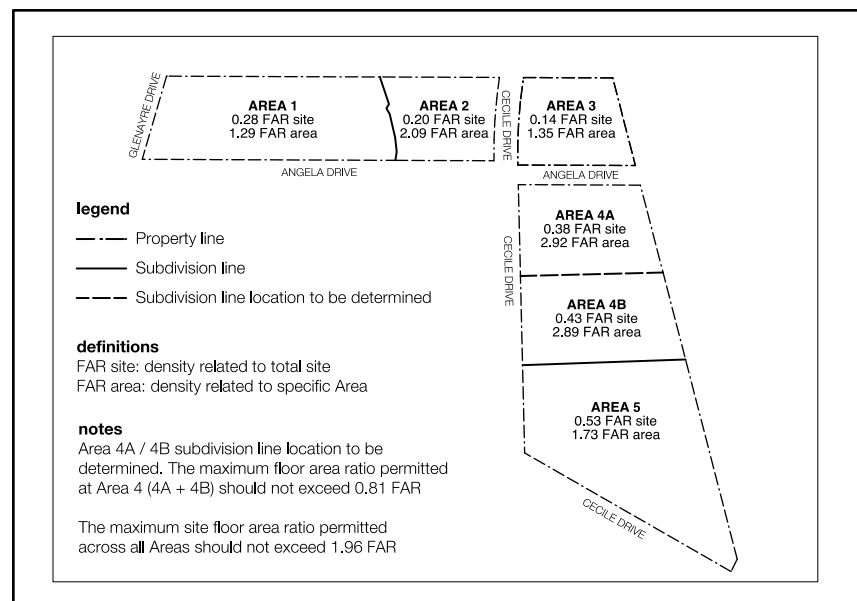 GLENAYRE DRIVE
AREA 1
0.28 FAR site
1.29 FAR area
AREA 2
0.20 FAR site
2.09 FAR area
CECILE DRIVE
AREA 3
0.14 FAR site
1.35 FAR area
ANGELA DRIVE
ANGELA DRIVE
CECILE DRIVE
AREA 4A
0.38 FAR site
2.92 FAR area
AREA 4B
0.43 FAR site
2.89 FAR area
AREA 5
0.53 FAR site
1.73 FAR area
CECILE DRIVE
legend
Property line
Subdivision line
Subdivision line location to be determined
definitions
FAR site: density related to total site
FAR area: density related to specific Area
notes
Area 4A / 4B subdivision line location to be
determined. The maximum floor area ratio permitted
at Area 4 (4A + 4B) should not exceed 0.81 FAR
The maximum site floor area ratio permitted
across all Areas should not exceed 1.96 FAR